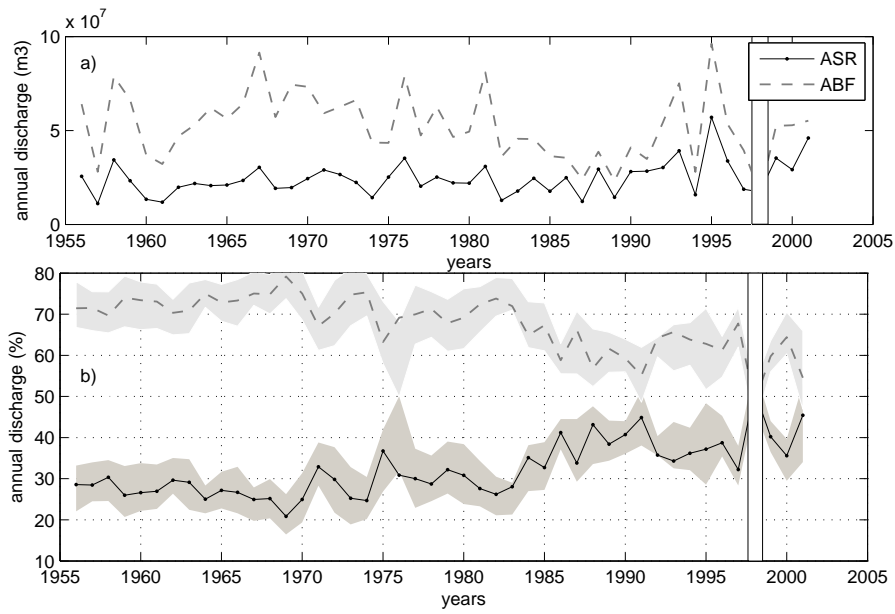 x 10⁷
10
5
0
annual discharge (m3)
a)
ASR
ABF
1955 1960 1965 1970 1975 1980 1985 1990 1995 2000 2005
years
80
70
60
50
40
30
20
10
annual discharge (%)
b)
1955 1960 1965 1970 1975 1980 1985 1990 1995 2000 2005
years